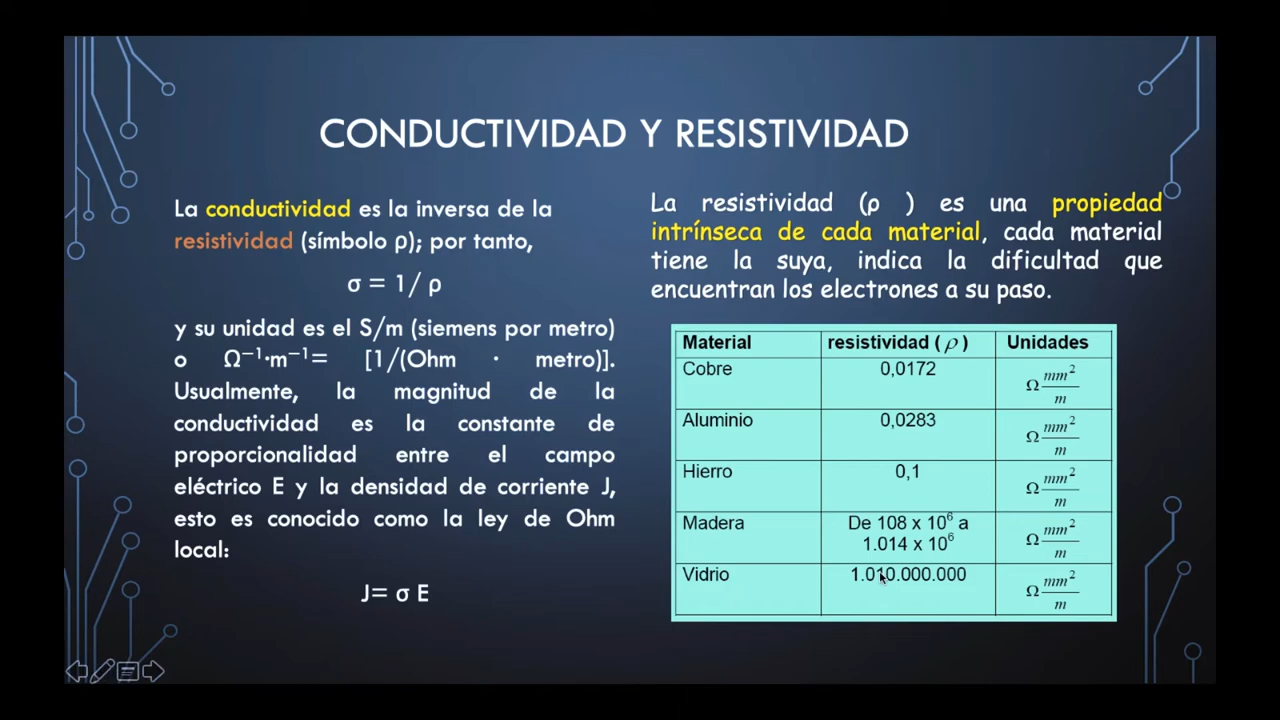 CONDUCTIVIDAD Y RESISTIVIDAD
La conductividad es la inversa de la
resistividad (símbolo ρ); por tanto,
σ = 1/ ρ
y su unidad es el S/m (siemens por metro)
o Ω⁻¹·m⁻¹= [1/(Ohm · metro)].
Usualmente, la magnitud de la
conductividad es la constante de
proporcionalidad entre el campo
eléctrico E y la densidad de corriente J,
esto es conocido como la ley de Ohm
local:
J= σ E
La resistividad (ρ ) es una propiedad
intrínseca de cada material, cada material
tiene la suya, indica la dificultad que
encuentran los electrones a su paso.
Material resistividad ( ρ ) Unidades
Cobre 0,0172 Ω mm²/m
Aluminio 0,0283 Ω mm²/m
Hierro 0,1 Ω mm²/m
Madera De 108 x 10⁶ a
1.014 x 10⁶ Ω mm²/m
Vidrio 1.010.000.000 Ω mm²/m